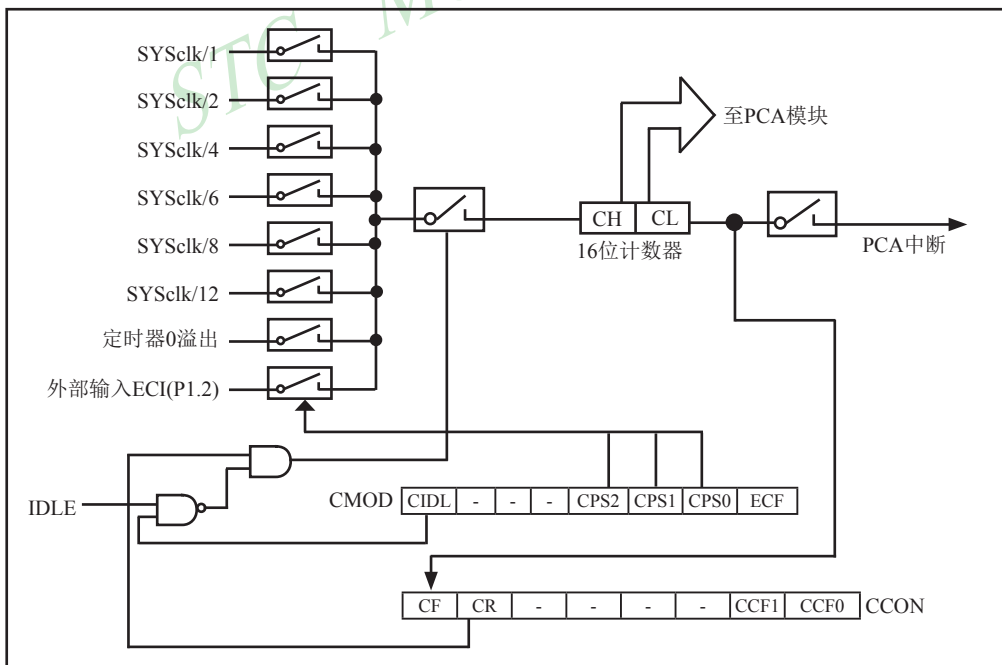 STC M
SYSclk/1
SYSclk/2
SYSclk/4
至PCA模块
SYSclk/6
CH CL
SYSclk/8
16位计数器
PCA中断
SYSclk/12
定时器0溢出
外部输入ECI(P1.2)
IDLE
CMOD CIDL - - - CPS2 CPS1 CPS0 ECF
CF CR - - - - CCF1 CCF0 CCON